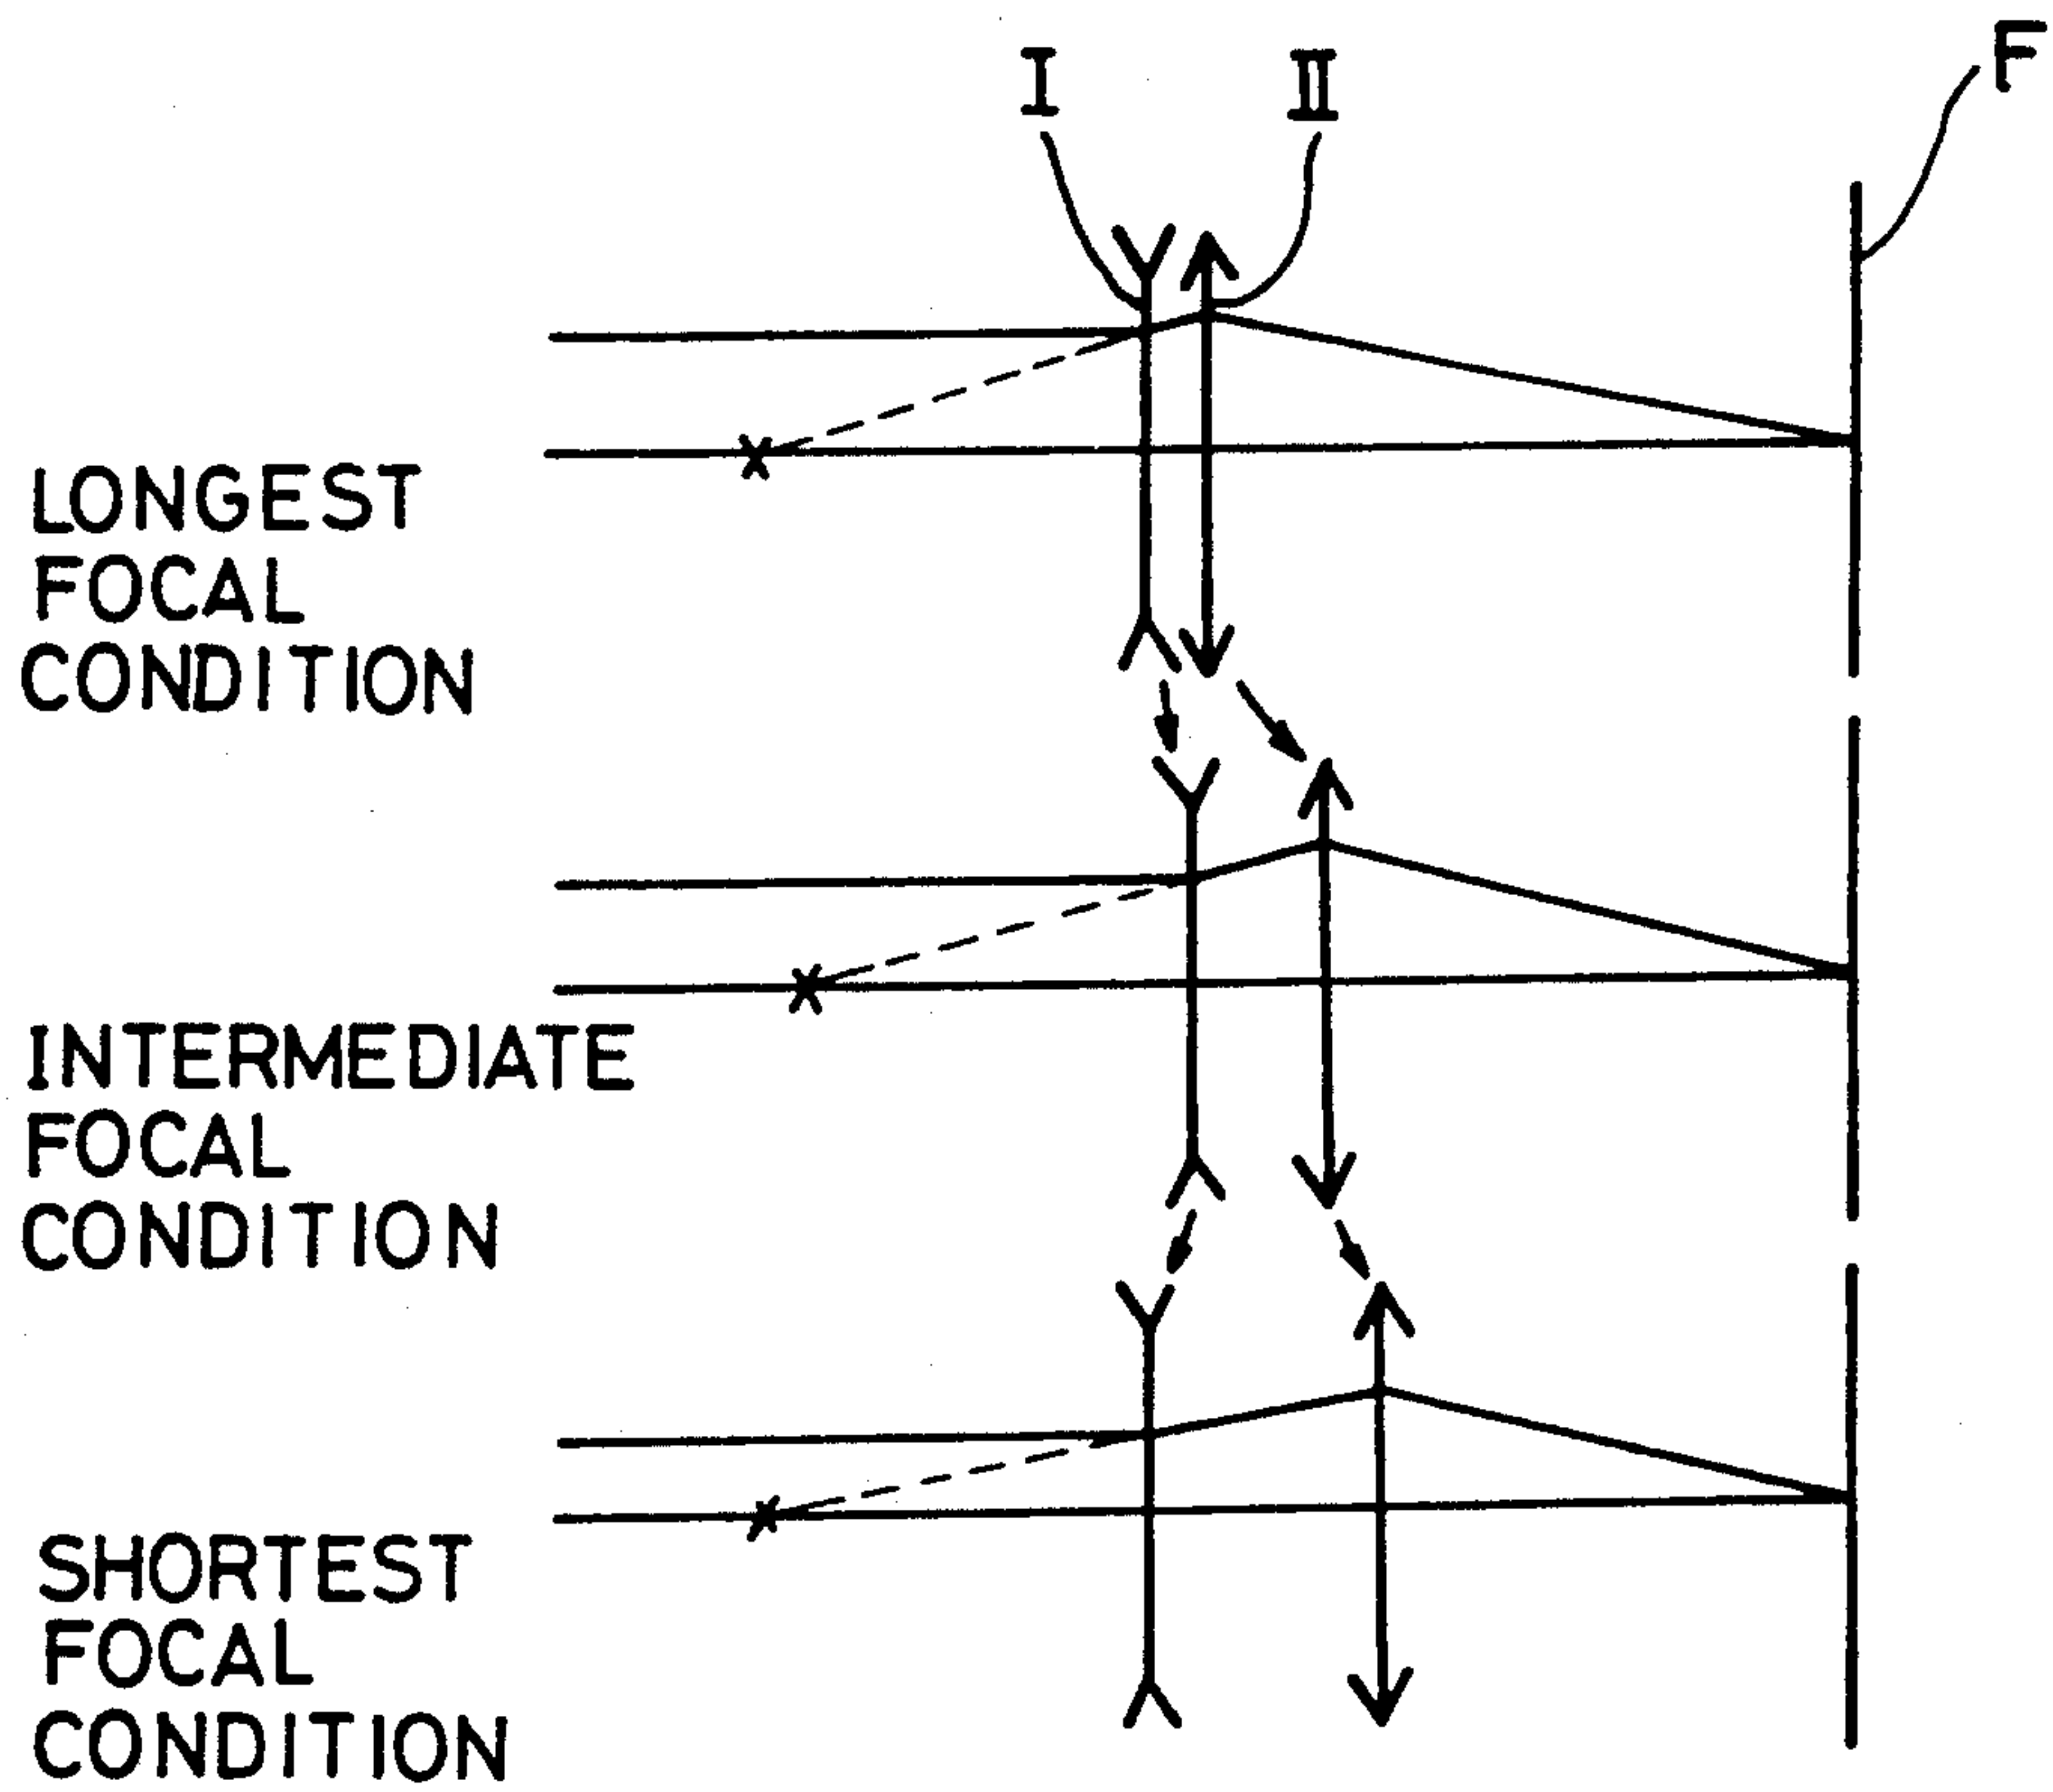 I II F
LONGEST
FOCAL
CONDITION
INTERMEDIATE
FOCAL
CONDITION
SHORTEST
FOCAL
CONDITION